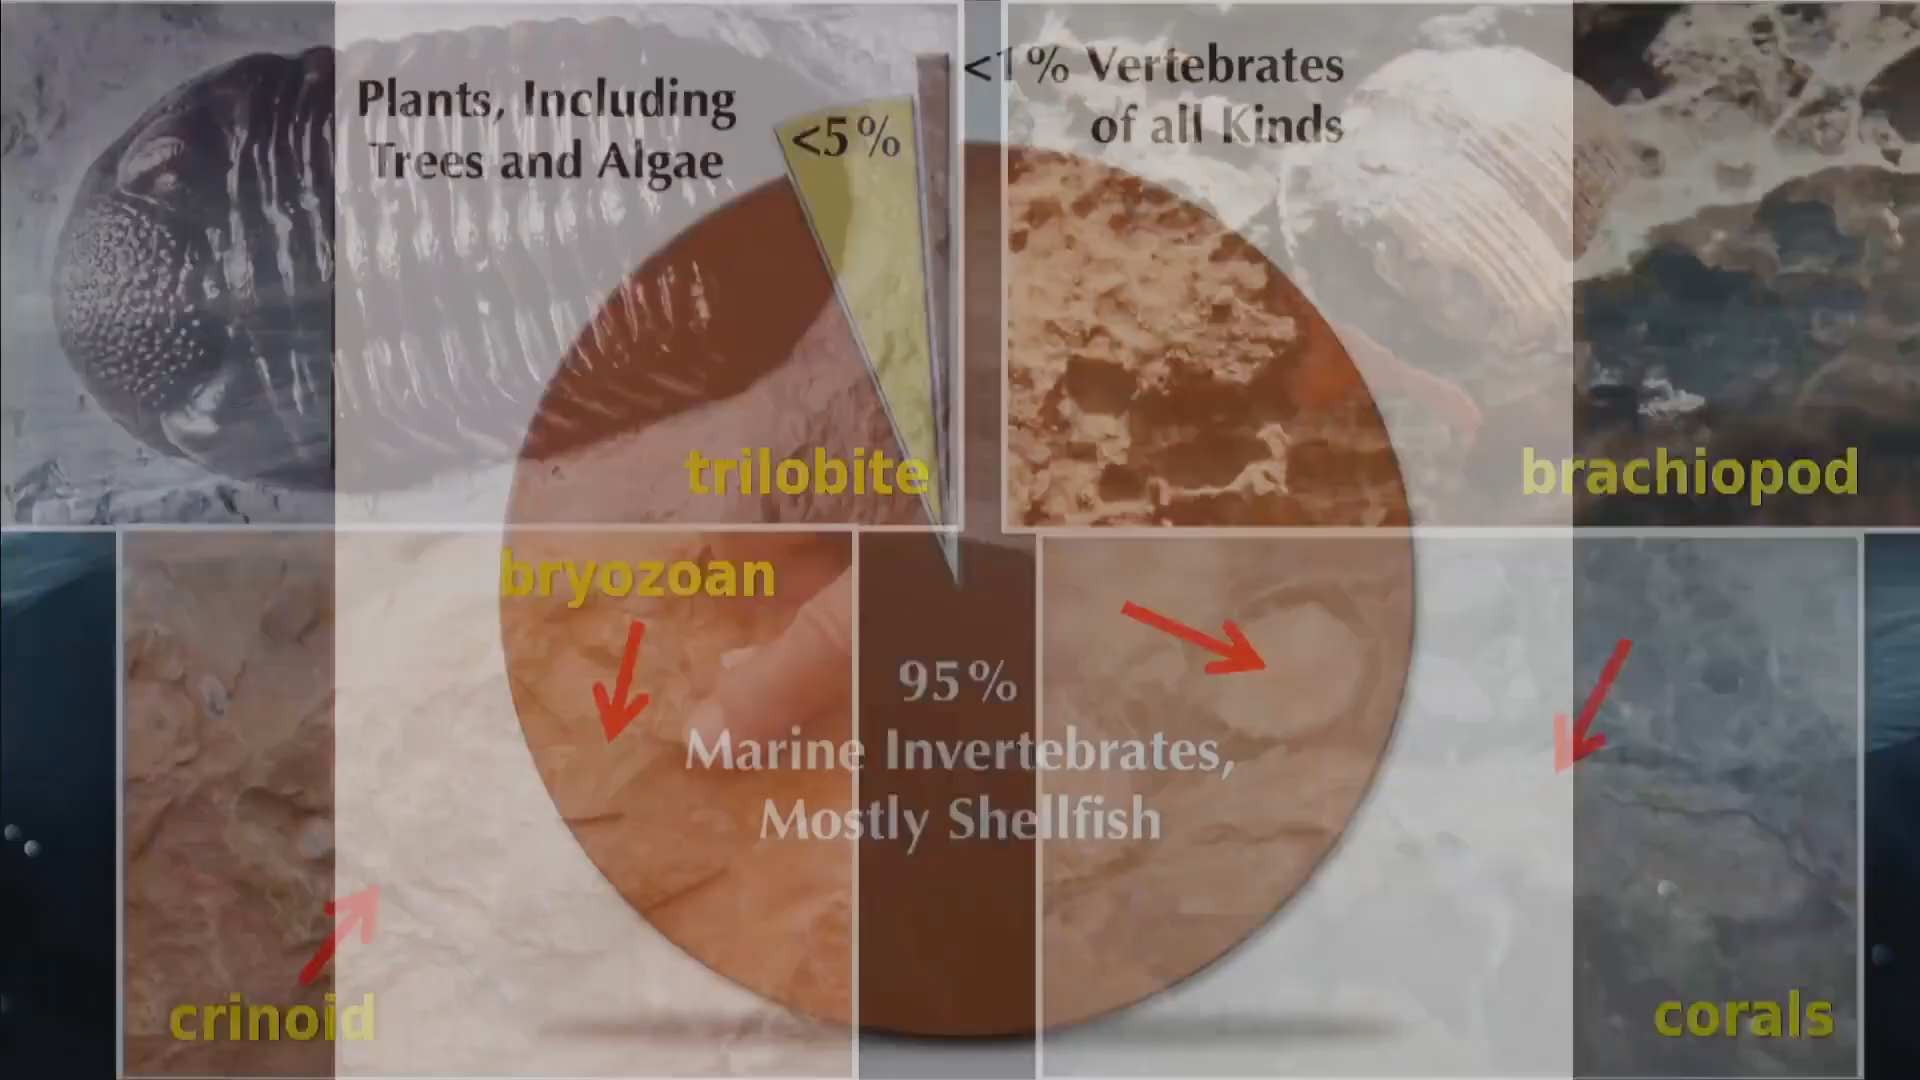 Plants, Including
Trees and Algae
<5%
<1% Vertebrates
of all Kinds
trilobite
brachiopod
bryozoan
95%
Marine Invertebrates,
Mostly Shellfish
crinoid
corals